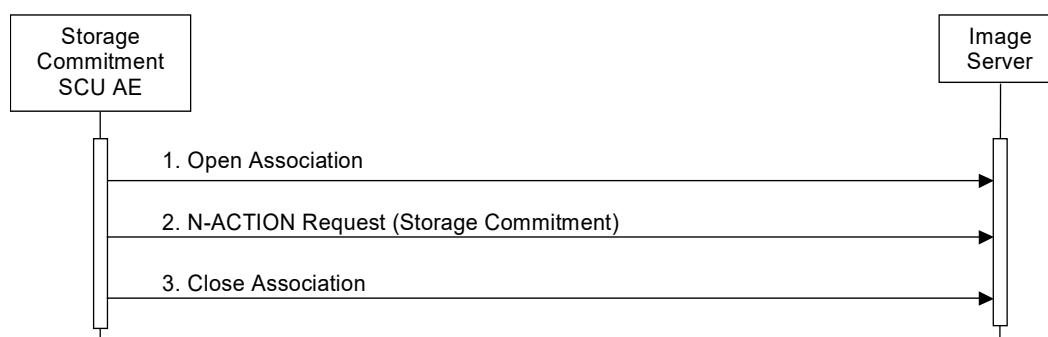 Storage
Commitment
SCU AE
Image
Server
1. Open Association
2. N-ACTION Request (Storage Commitment)
3. Close Association